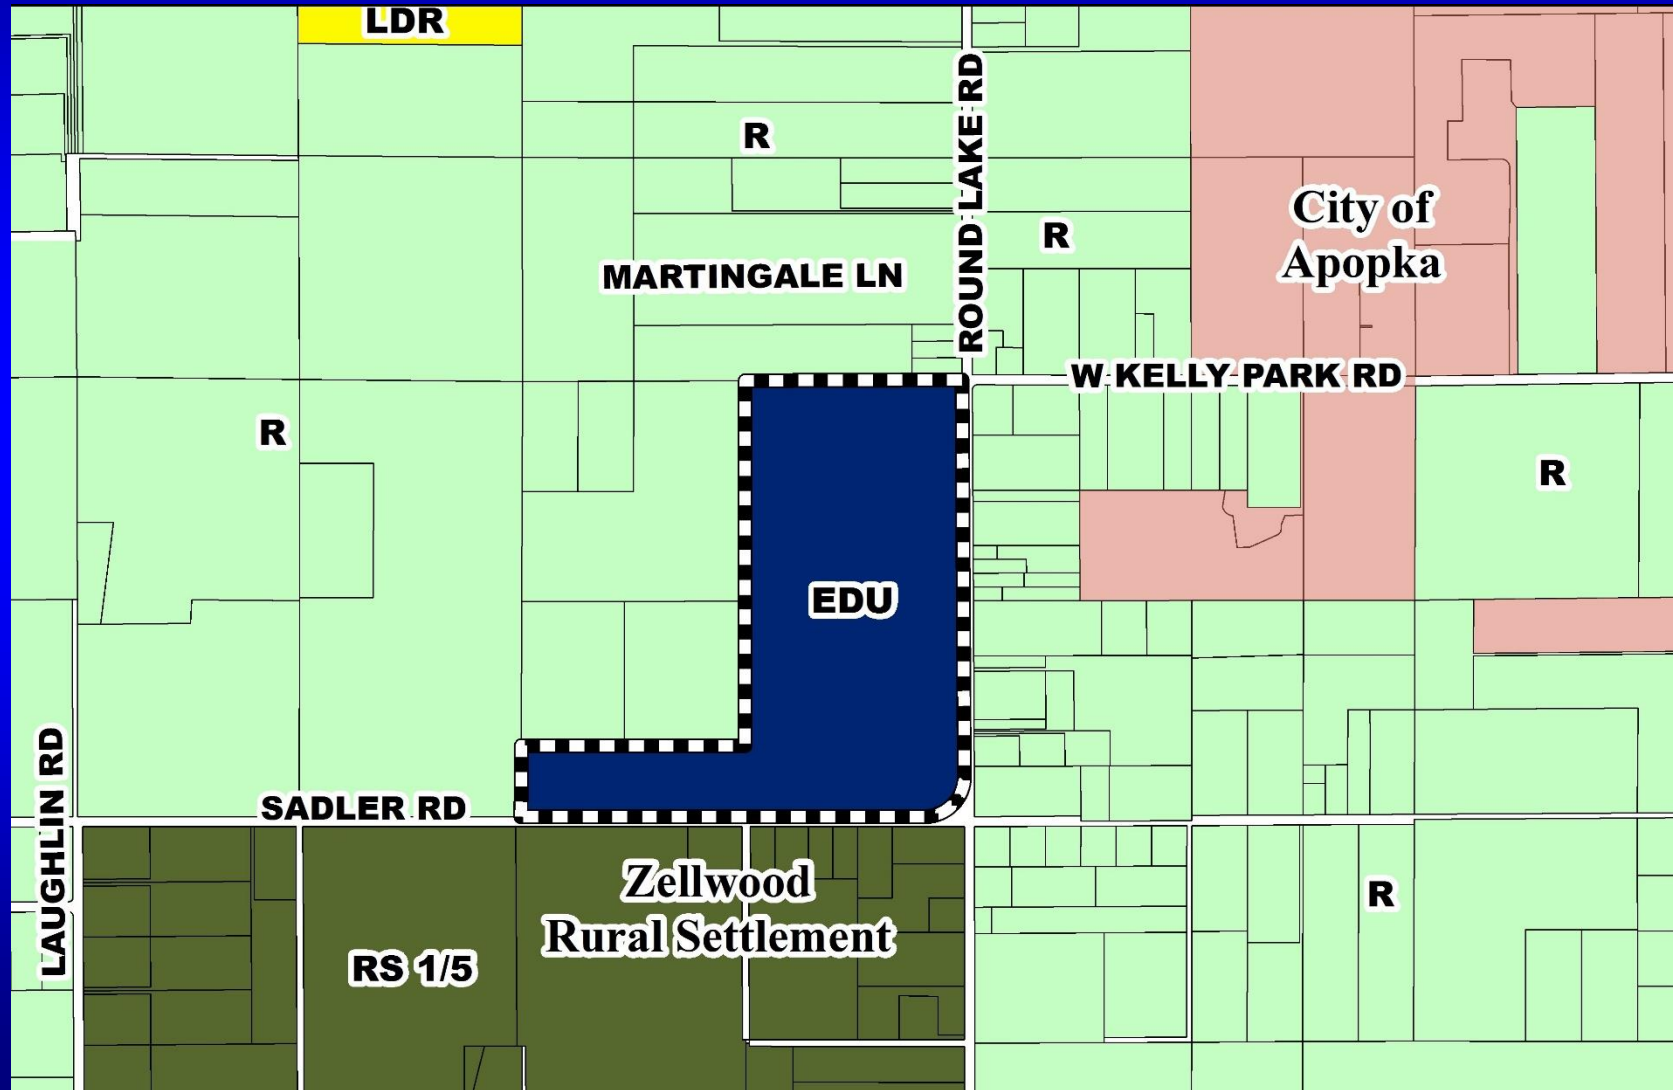 LDR
R
ROUND LAKE RD
R
City of
Apopka
MARTINGALE LN
W KELLY PARK RD
R
R
EDU
LAUGHLIN RD
SADLER RD
Zellwood
Rural Settlement
R
RS 1/5